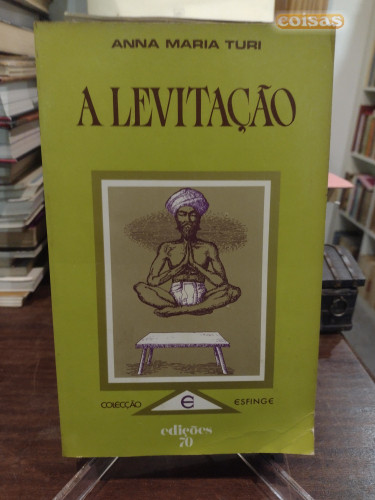 coisas
ANNA MARIA TURI
A LEVITAÇÃO
COLECÇÃO E ESFINGE
edições
70